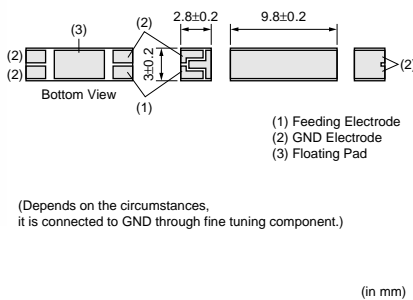 (3)
(2)
2.8±0.2
9.8±0.2
(2)
(2)
3±0.2
(2)
Bottom View
(1)
(1) Feeding Electrode
(2) GND Electrode
(3) Floating Pad
(Depends on the circumstances,
it is connected to GND through fine tuning component.)
(in mm)